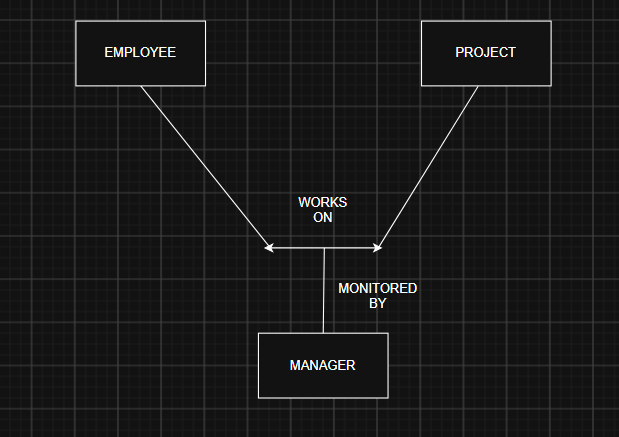 EMPLOYEE
PROJECT
WORKS
ON
MONITORED
BY
MANAGER